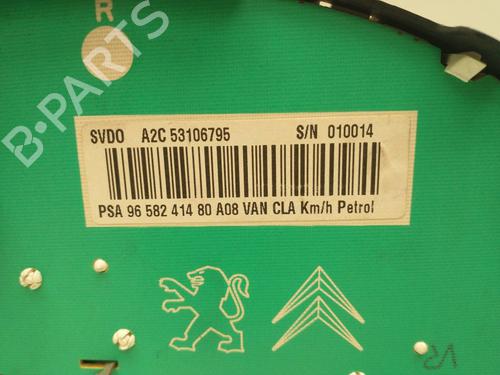 R
B-PARTS
SVDO A2C 53106795 S/N 010014
PSA 96 582 414 80 A08 VAN CLA Km/h Petrol